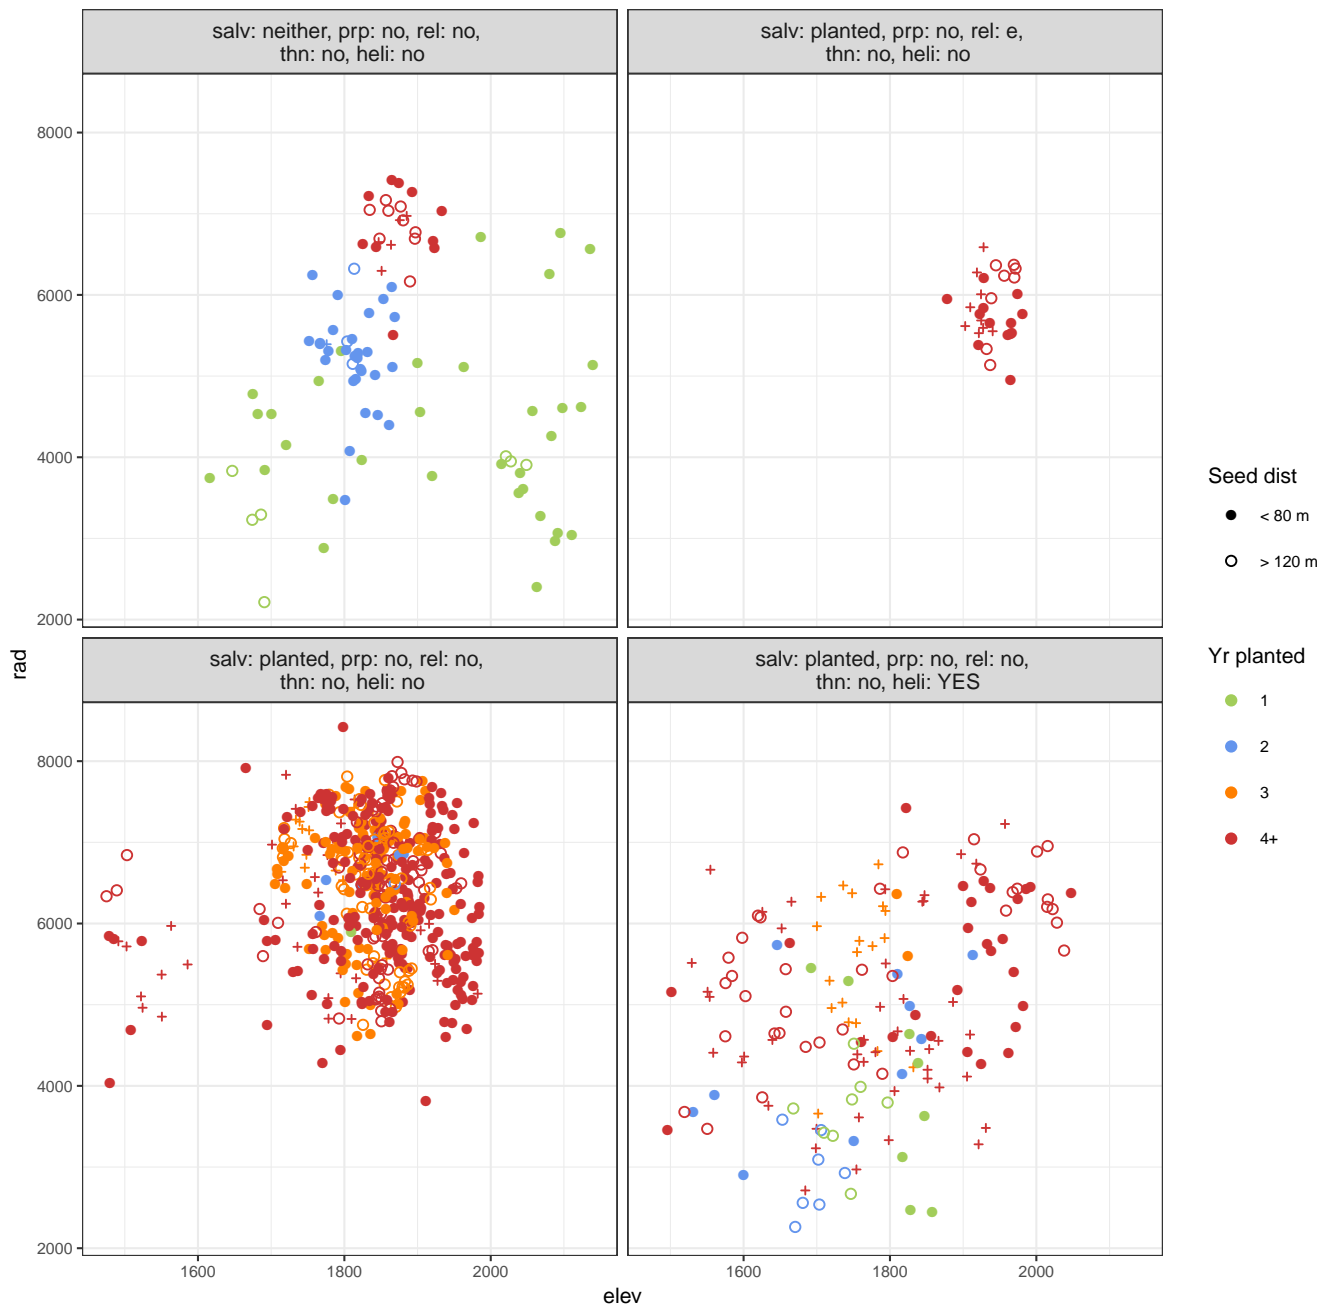 salv: neither, prp: no, rel: no,
thn: no, heli: no
salv: planted, prp: no, rel: e,
thn: no, heli: no
8000
6000
4000
2000
salv: planted, prp: no, rel: no,
thn: no, heli: no
salv: planted, prp: no, rel: no,
thn: no, heli: YES
8000
6000
4000
2000
1600
1800
2000
1600
1800
2000
elev
rad
Seed dist
< 80 m
> 120 m
Yr planted
1
2
3
4+